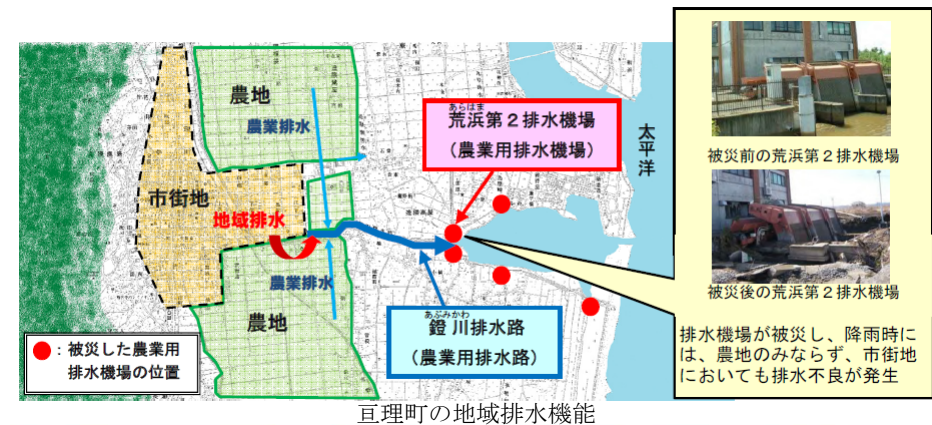 農地
農業排水
市街地
地域排水
農業排水
農地
あらはま
荒浜第2排水機場
(農業用排水機場)
太平洋
あぶみかわ
鐙川排水路
(農業用排水路)
:被災した農業用
排水機場の位置
被災前の荒浜第2排水機場
被災後の荒浜第2排水機場
排水機場が被災し、降雨時に
は、農地のみならず、市街地
においても排水不良が発生
亘理町の地域排水機能